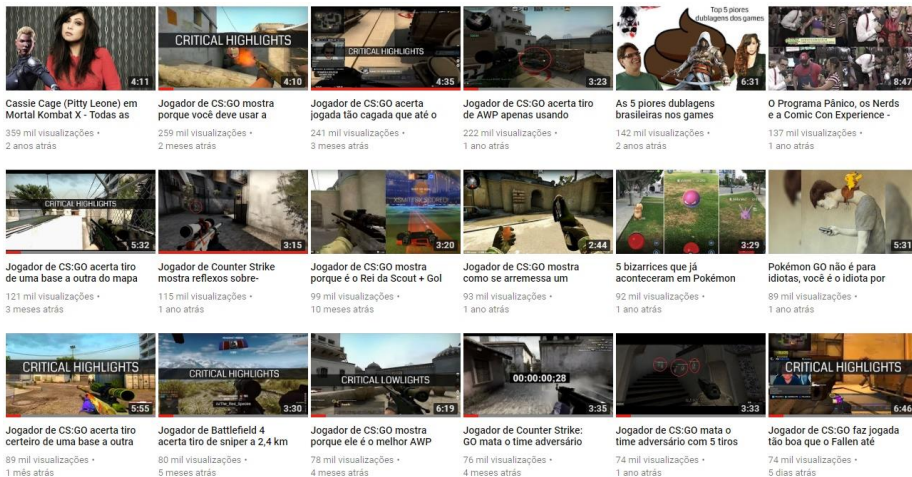 Top 5 piores
dublagens dos games
CRITICAL HIGHLIGHTS
CRITICAL HIGHLIGHTS
4:11
4:10
4:35
3:23
6:31
8:47
Cassie Cage (Pitty Leone) em
Mortal Kombat X - Todas as
359 mil visualizações •
2 anos atrás
Jogador de CS:GO mostra
porque você deve usar a
259 mil visualizações •
2 meses atrás
Jogador de CS:GO acerta
jogada tão cagada que até o
241 mil visualizações •
3 meses atrás
Jogador de CS:GO acerta tiro
de AWP apenas usando
222 mil visualizações •
1 ano atrás
As 5 piores dublagens
brasileiras nos games
142 mil visualizações •
2 anos atrás
O Programa Pânico, os Nerds
e a Comic Con Experience -
137 mil visualizações •
1 ano atrás
CRITICAL HIGHLIGHTS
5:32
3:15
3:20
2:44
3:29
5:31
Jogador de CS:GO acerta tiro
de uma base a outra do mapa
121 mil visualizações •
3 meses atrás
Jogador de Counter Strike
mostra reflexos sobre-
115 mil visualizações •
1 ano atrás
Jogador de CS:GO mostra
porque é o Rei da Scout + Gol
99 mil visualizações •
10 meses atrás
Jogador de CS:GO mostra
como se arremessa um
93 mil visualizações •
1 ano atrás
5 bizarrices que já
aconteceram em Pokémon
92 mil visualizações •
1 ano atrás
Pokémon GO não é para
idiotas, você é o idiota por
89 mil visualizações •
1 ano atrás
CRITICAL HIGHLIGHTS
CRITICAL HIGHLIGHTS
CRITICAL LOWLIGHTS
00:00:00;28
CRITICAL HIGHLIGHTS
5:55
3:30
6:19
3:35
3:33
6:46
Jogador de CS:GO acerta tiro
certeiro de uma base a outra
89 mil visualizações •
1 mês atrás
Jogador de Battlefield 4
acerta tiro de sniper a 2,4 km
80 mil visualizações •
5 meses atrás
Jogador de CS:GO mostra
porque ele é o melhor AWP
78 mil visualizações •
4 meses atrás
Jogador de Counter Strike:
GO mata o time adversário
76 mil visualizações •
4 meses atrás
Jogador de CS:GO mata o
time adversário com 5 tiros
74 mil visualizações •
1 ano atrás
Jogador de CS:GO faz jogada
tão boa que o Fallen até
74 mil visualizações •
5 dias atrás